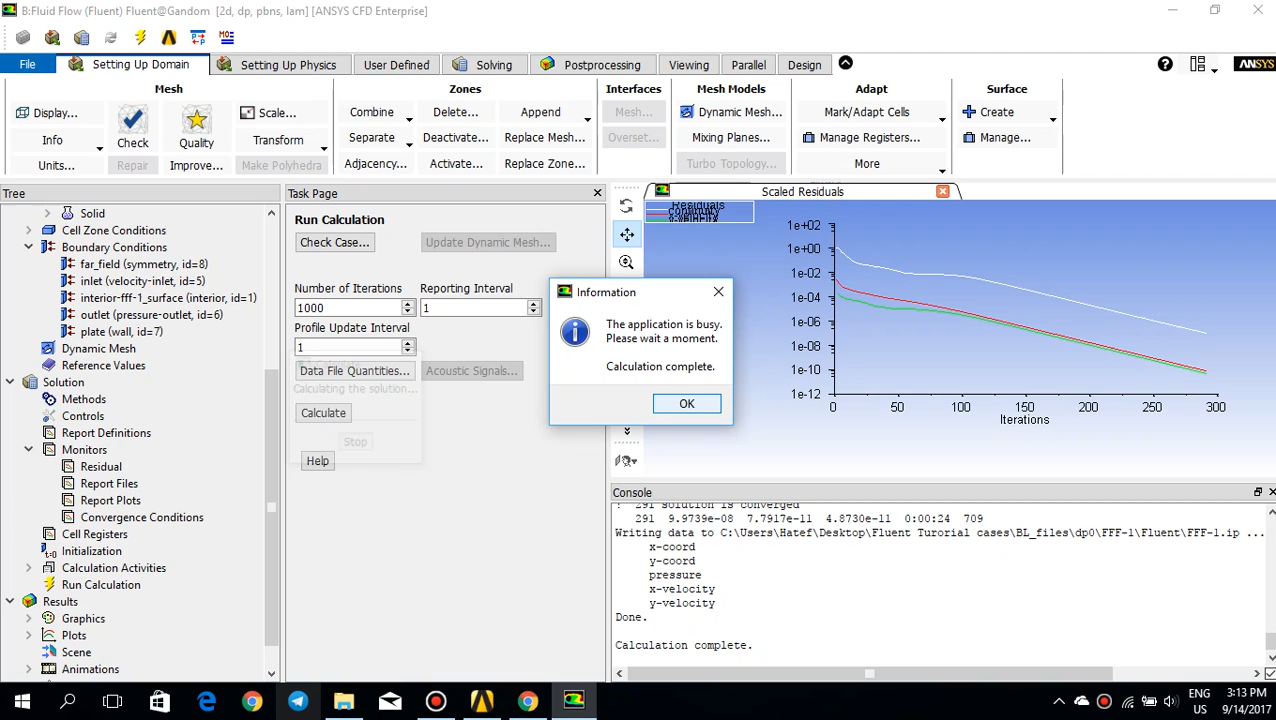 B:Fluid Flow (Fluent) Fluent@Gandom [2d, dp, pbns, lam] [ANSYS CFD Enterprise]
File
Setting Up Domain
Setting Up Physics
User Defined
Solving
Postprocessing
Viewing
Parallel
Design
ANSYS
Mesh
Zones
Interfaces
Mesh Models
Adapt
Surface
Display...
Scale...
Combine
Delete...
Append
Mesh...
Dynamic Mesh...
Mark/Adapt Cells
Create
Info
Check
Quality
Transform
Separate
Deactivate...
Replace Mesh...
Overset...
Mixing Planes...
Manage Registers...
Manage...
Units...
Repair
Improve...
Make Polyhedra
Adjacency...
Activate...
Replace Zone...
Turbo Topology...
More
Tree
Solid
Cell Zone Conditions
Boundary Conditions
far_field (symmetry, id=8)
inlet (velocity-inlet, id=5)
interior-fff-1_surface (interior, id=1)
outlet (pressure-outlet, id=6)
plate (wall, id=7)
Dynamic Mesh
Reference Values
Solution
Methods
Controls
Report Definitions
Monitors
Residual
Report Files
Report Plots
Convergence Conditions
Cell Registers
Initialization
Calculation Activities
Run Calculation
Results
Graphics
Plots
Scene
Animations
Task Page
Run Calculation
Check Case...
Update Dynamic Mesh...
Number of Iterations
Reporting Interval
1000
1
Profile Update Interval
1
Data File Quantities...
Acoustic Signals...
Calculating the solution...
Calculate
Stop
Help
Scaled Residuals
Residuals
continuity
y-velocity
1e+02
1e+00
1e-02
1e-04
1e-06
1e-08
1e-10
1e-12
0
50
100
150
200
250
300
Iterations
Information
The application is busy.
Please wait a moment.
Calculation complete.
OK
Console
! 291 solution is converged
291 9.9739e-08 7.7917e-11 4.8730e-11 0:00:24 709
Writing data to C:\Users\Hatef\Desktop\Fluent Turorial cases\BL_files\dp0\FFF-1\Fluent\FFF-1.ip ...
x-coord
y-coord
pressure
x-velocity
y-velocity
Done.
Calculation complete.
ENG
3:13 PM
9/14/2017